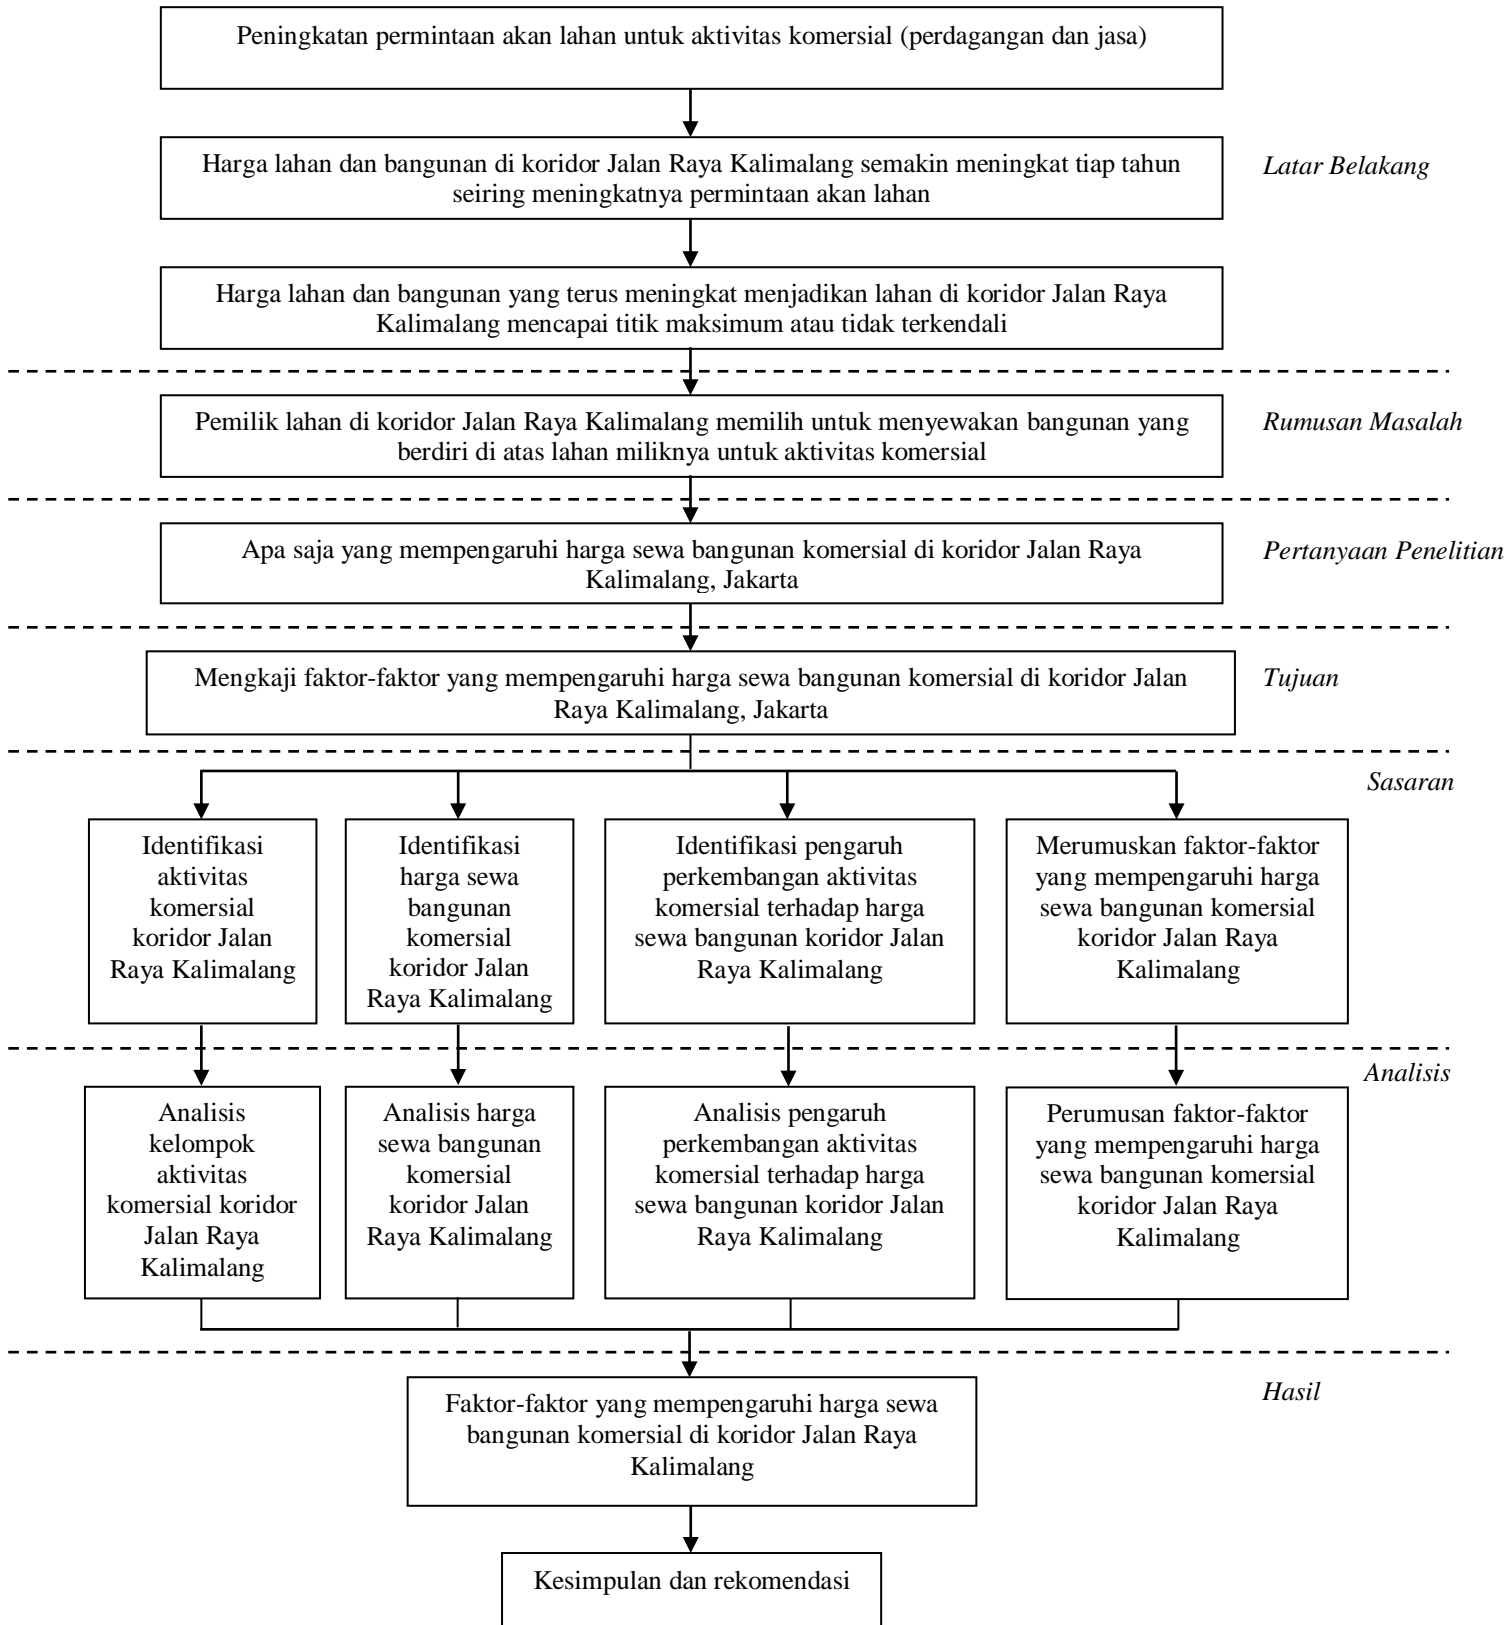 Peningkatan permintaan akan lahan untuk aktivitas komersial (perdagangan dan jasa)
Harga lahan dan bangunan di koridor Jalan Raya Kalimalang semakin meningkat tiap tahun
seiring meningkatnya permintaan akan lahan
Latar Belakang
Harga lahan dan bangunan yang terus meningkat menjadikan lahan di koridor Jalan Raya
Kalimalang mencapai titik maksimum atau tidak terkendali
Pemilik lahan di koridor Jalan Raya Kalimalang memilih untuk menyewakan bangunan yang
berdiri di atas lahan miliknya untuk aktivitas komersial
Rumusan Masalah
Apa saja yang mempengaruhi harga sewa bangunan komersial di koridor Jalan Raya
Kalimalang, Jakarta
Pertanyaan Penelitian
Mengkaji faktor-faktor yang mempengaruhi harga sewa bangunan komersial di koridor Jalan
Raya Kalimalang, Jakarta
Tujuan
Sasaran
Identifikasi
aktivitas
komersial
koridor Jalan
Raya Kalimalang
Identifikasi
harga sewa
bangunan
komersial
koridor Jalan
Raya Kalimalang
Identifikasi pengaruh
perkembangan aktivitas
komersial terhadap harga
sewa bangunan koridor Jalan
Raya Kalimalang
Merumuskan faktor-faktor
yang mempengaruhi harga
sewa bangunan komersial
koridor Jalan Raya
Kalimalang
Analisis
Analisis
kelompok
aktivitas
komersial koridor
Jalan Raya
Kalimalang
Analisis harga
sewa bangunan
komersial
koridor Jalan
Raya Kalimalang
Analisis pengaruh
perkembangan aktivitas
komersial terhadap harga
sewa bangunan koridor Jalan
Raya Kalimalang
Perumusan faktor-faktor
yang mempengaruhi harga
sewa bangunan komersial
koridor Jalan Raya
Kalimalang
Hasil
Faktor-faktor yang mempengaruhi harga sewa
bangunan komersial di koridor Jalan Raya
Kalimalang
Kesimpulan dan rekomendasi